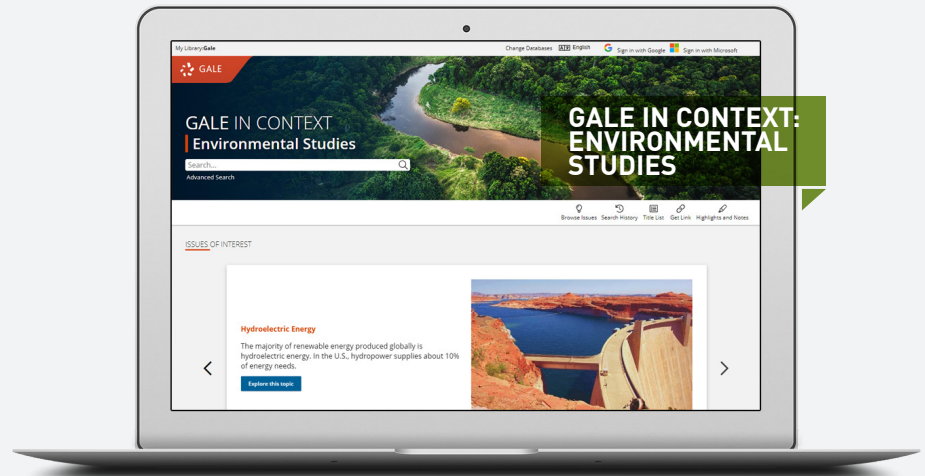 My Library:Gale
Change Databases
English
Sign in with Google
Sign in with Microsoft
GALE
GALE IN CONTEXT
Environmental Studies
Search...
Advanced Search
GALE IN CONTEXT:
ENVIRONMENTAL
STUDIES
Browse Issues
Search History
Title List
Get Link
Highlights and Notes
ISSUES OF INTEREST
Hydroelectric Energy
The majority of renewable energy produced globally is
hydroelectric energy. In the U.S., hydropower supplies about 10%
of energy needs.
Explore this topic